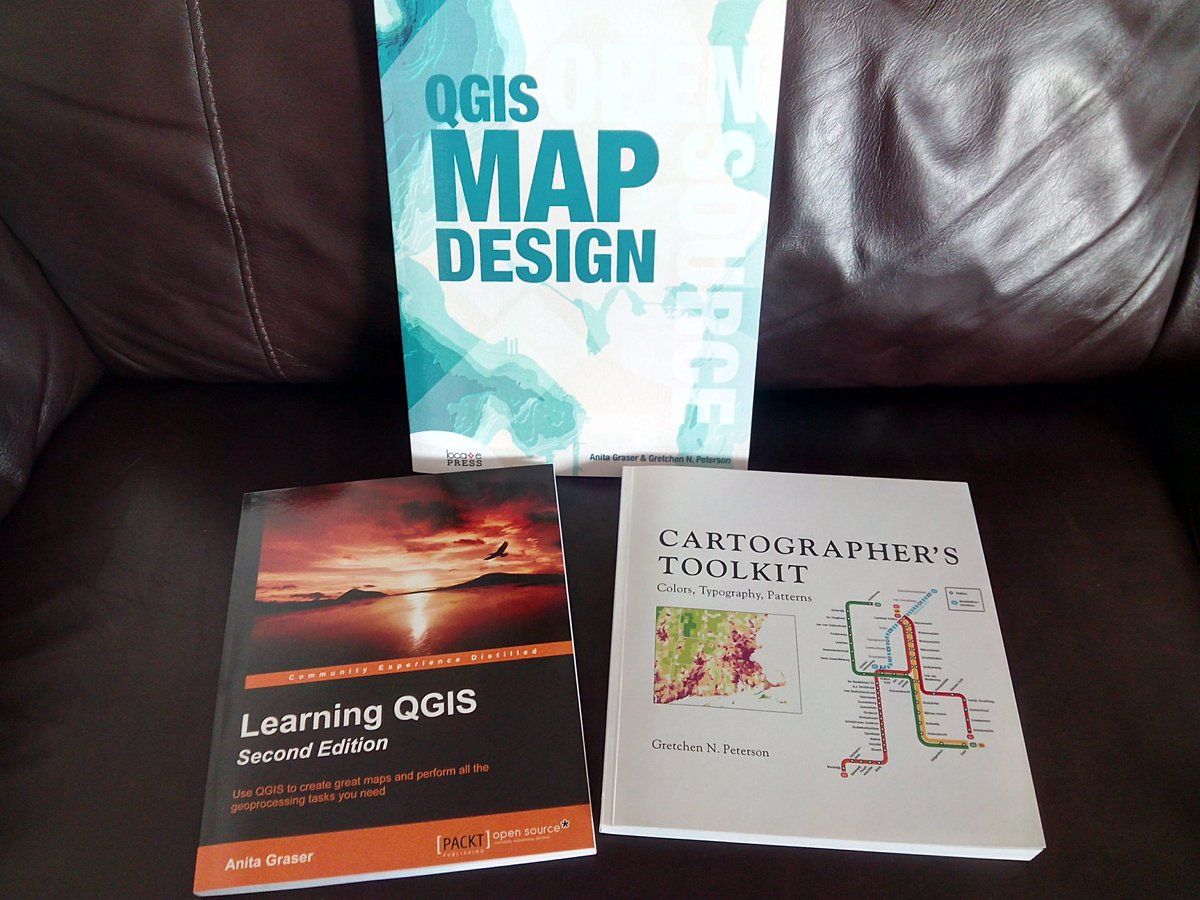 QGIS
MAP
DESIGN
OPEN
SOURCE
locate
PRESS
Anita Graser & Gretchen N. Peterson
Community Experience Distilled
Learning QGIS
Second Edition
Use QGIS to create great maps and perform all the
geoprocessing tasks you need
Anita Graser
[PACKT]
PUBLISHING
open source*
CARTOGRAPHER'S
TOOLKIT
Colors, Typography, Patterns
Gretchen N. Peterson